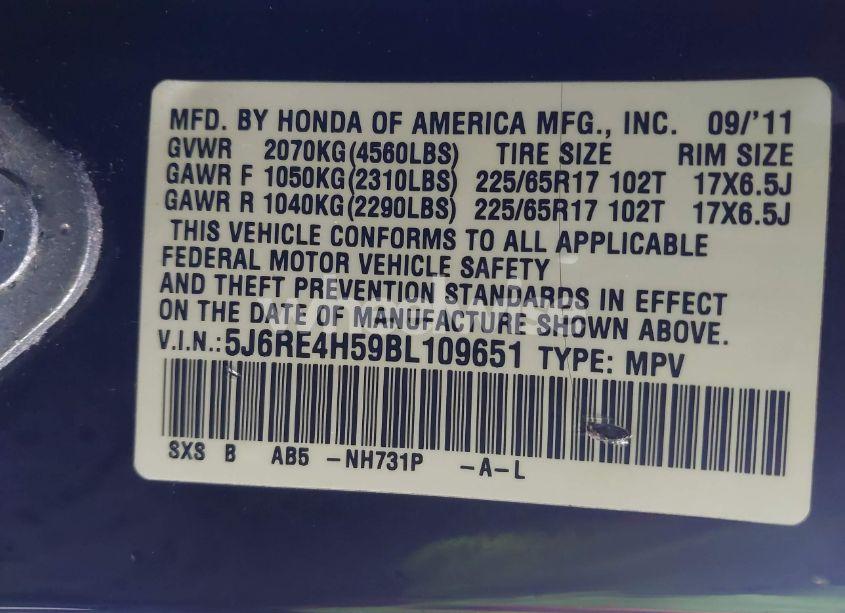 MFD. BY HONDA OF AMERICA MFG., INC. 09/'11
GVWR 2070KG(4560LBS) TIRE SIZE RIM SIZE
GAWR F 1050KG(2310LBS) 225/65R17 102T 17X6.5J
GAWR R 1040KG(2290LBS) 225/65R17 102T 17X6.5J
THIS VEHICLE CONFORMS TO ALL APPLICABLE
FEDERAL MOTOR VEHICLE SAFETY
AND THEFT PREVENTION STANDARDS IN EFFECT
ON THE DATE OF MANUFACTURE SHOWN ABOVE.
V.I.N.:5J6RE4H59BL109651 TYPE: MPV
SXS B AB5 -NH731P -A-L